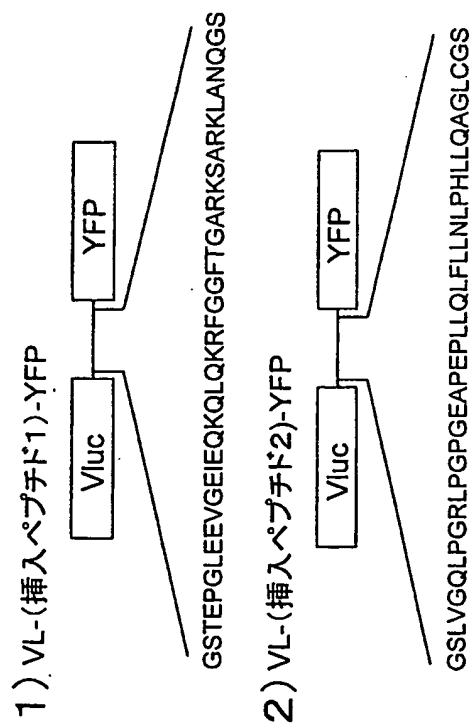 1) VL-(挿入ペプチド1)-YFP
Vluc
YFP
GSTEPGLEEVGEIEQKQLQKRFGGFTGARKSARKLANQGS
2) VL-(挿入ペプチド2)-YFP
Vluc
YFP
GSLVGQLPGRLPGPGEAPEPLLQLFLLNLPHLLQAGLCGS